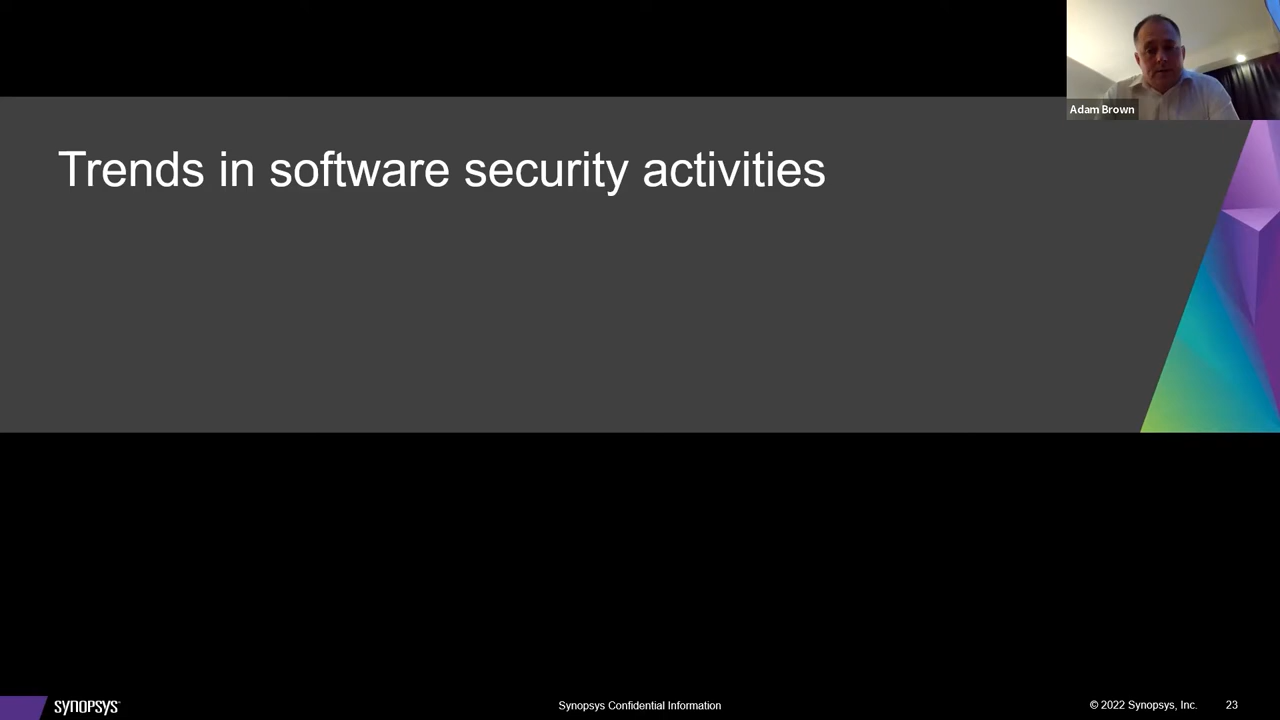 Adam Brown
Trends in software security activities
SYNOPSYS
Synopsys Confidential Information
© 2022 Synopsys, Inc.
23